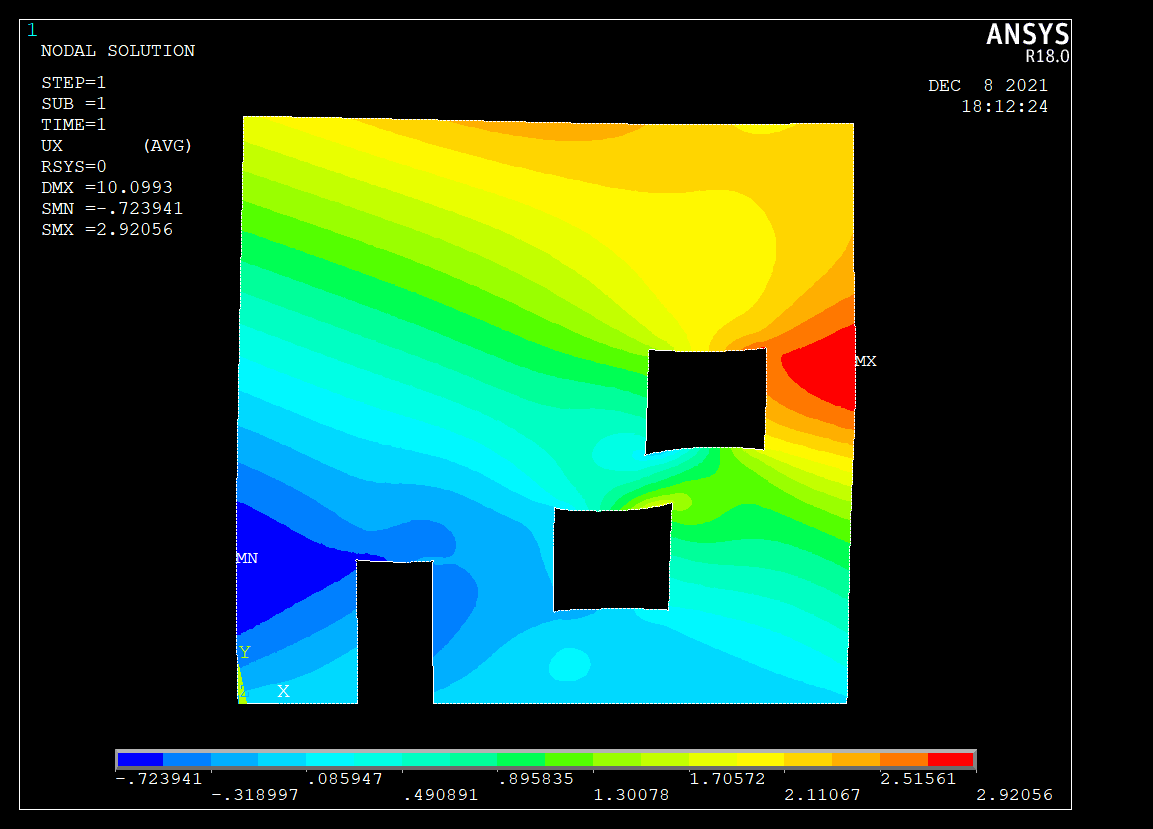 1
ANSYS
R18.0
NODAL SOLUTION
DEC 8 2021
18:12:24
STEP=1
SUB =1
TIME=1
UX (AVG)
RSYS=0
DMX =10.0993
SMN =-.723941
SMX =2.92056
MX
MN
Y
X
-.723941 .085947 .895835 1.70572 2.51561
-.318997 .490891 1.30078 2.11067 2.92056